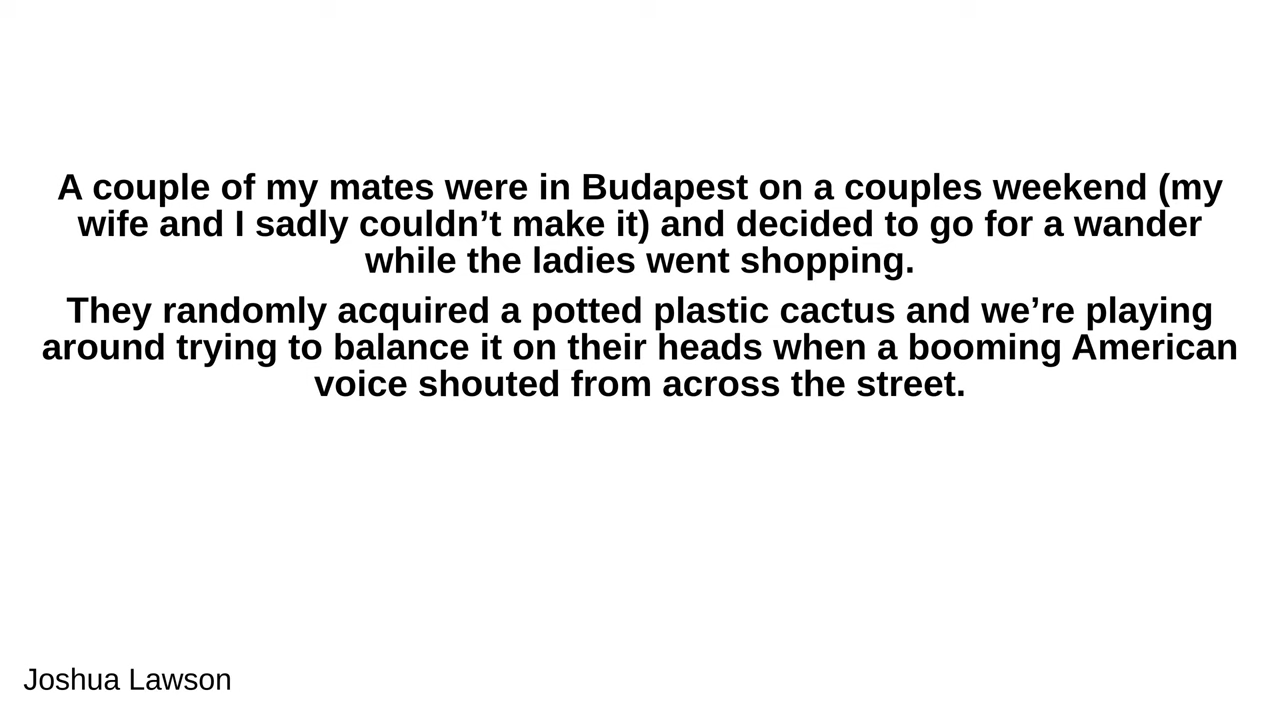 A couple of my mates were in Budapest on a couples weekend (my
wife and I sadly couldn’t make it) and decided to go for a wander
while the ladies went shopping.
They randomly acquired a potted plastic cactus and we’re playing
around trying to balance it on their heads when a booming American
voice shouted from across the street.
Joshua Lawson